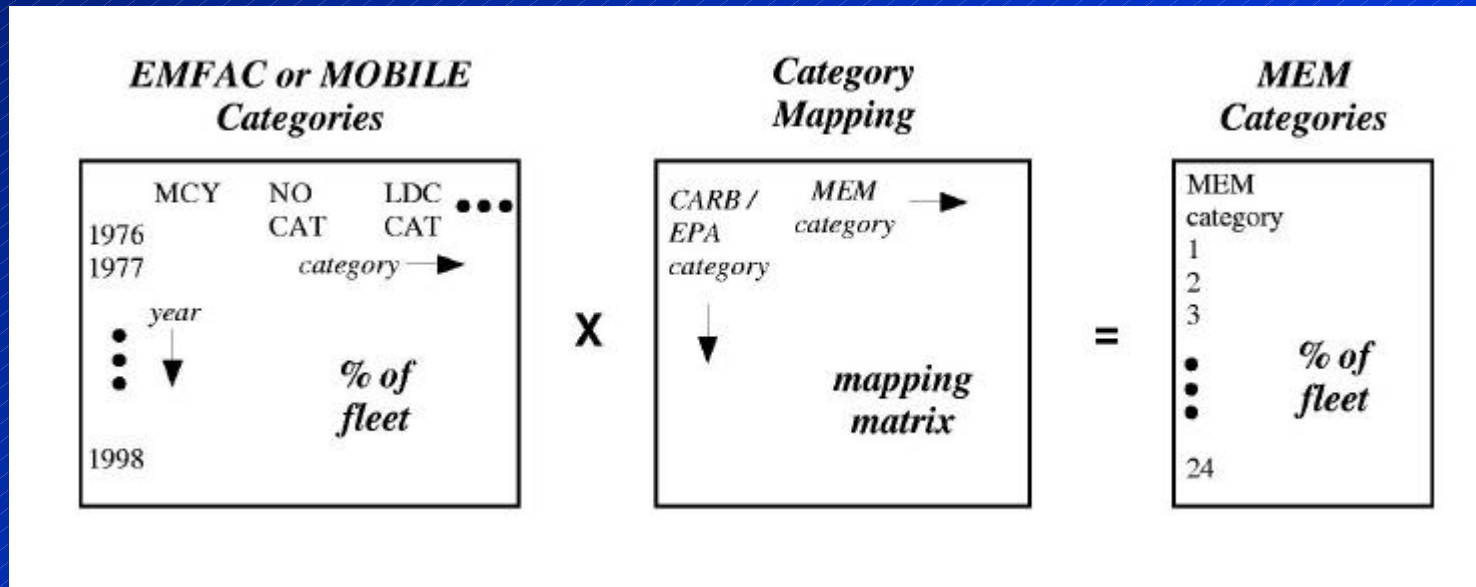 EMFAC or MOBILE
Categories
MCY NO LDC
CAT CAT
1976
1977
category
year
% of
fleet
1998
X
Category
Mapping
CARB / MEM
EPA category
category
mapping
matrix
=
MEM
Categories
MEM
category
1
2
3
% of
fleet
24